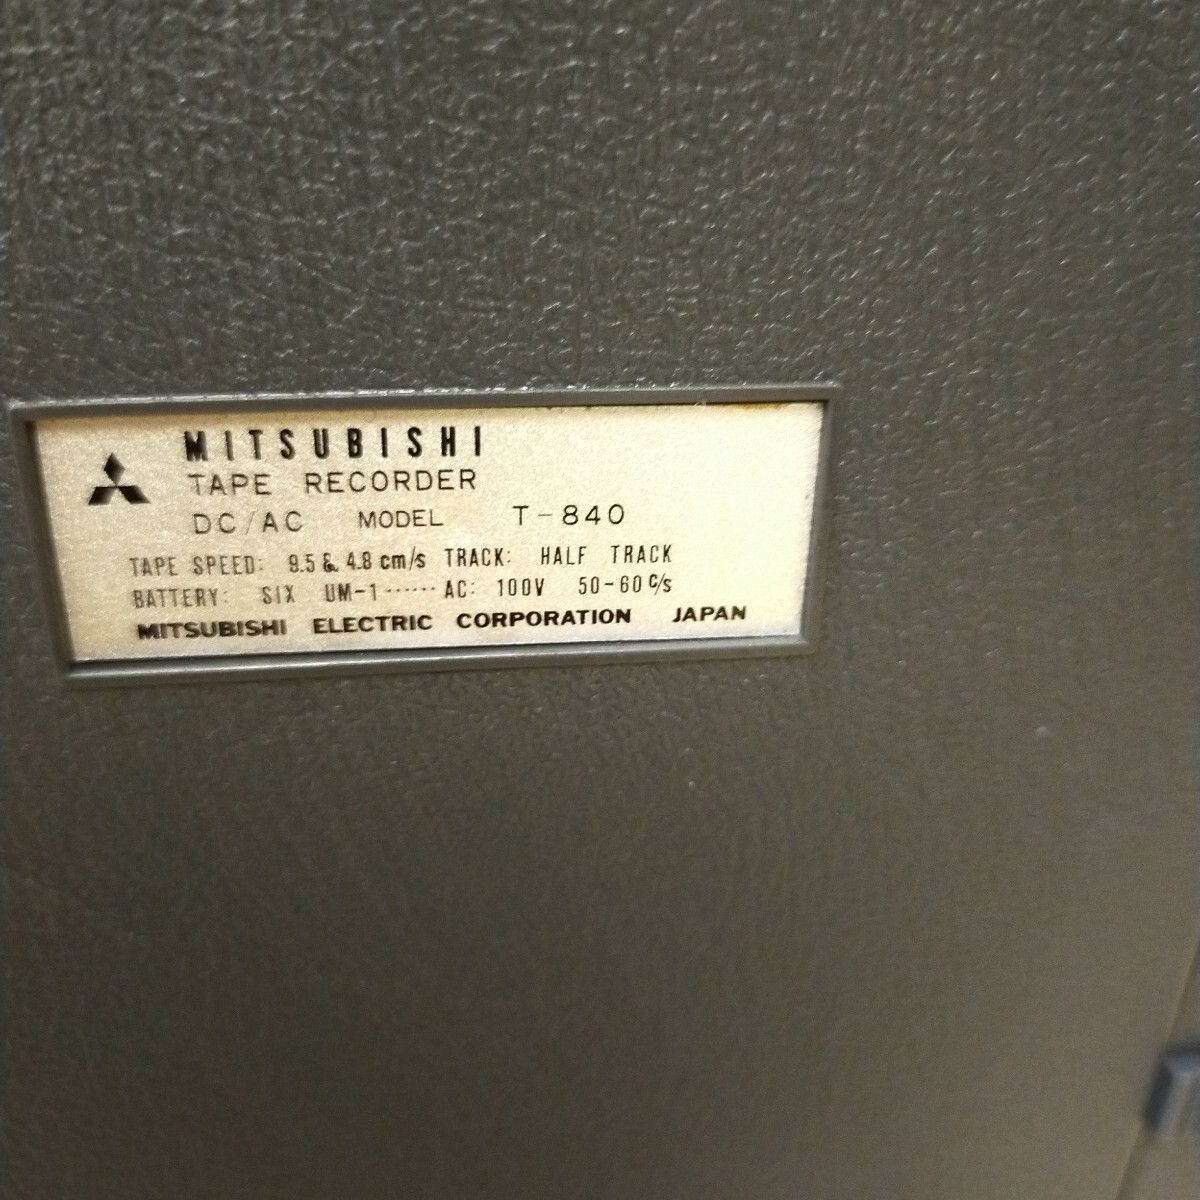 MITSUBISHI
TAPE RECORDER
DC/AC MODEL T-840
TAPE SPEED: 9.5 & 4.8 cm/s TRACK: HALF TRACK
BATTERY: SIX UM-1······AC: 100V 50-60 c/s
MITSUBISHI ELECTRIC CORPORATION JAPAN